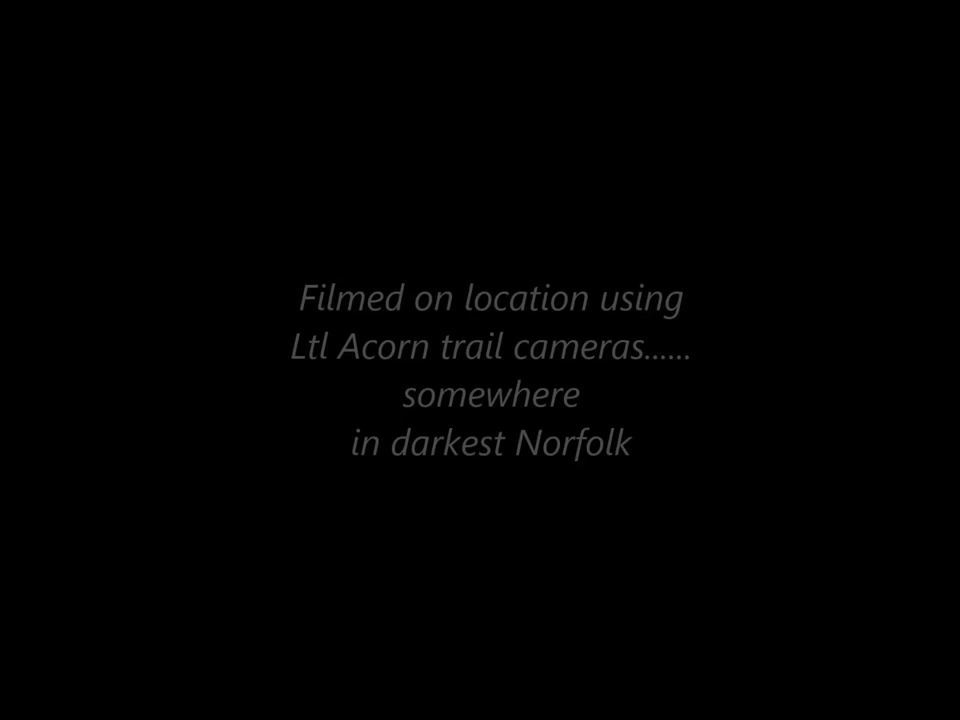 Filmed on location using
Ltl Acorn trail cameras......
somewhere
in darkest Norfolk